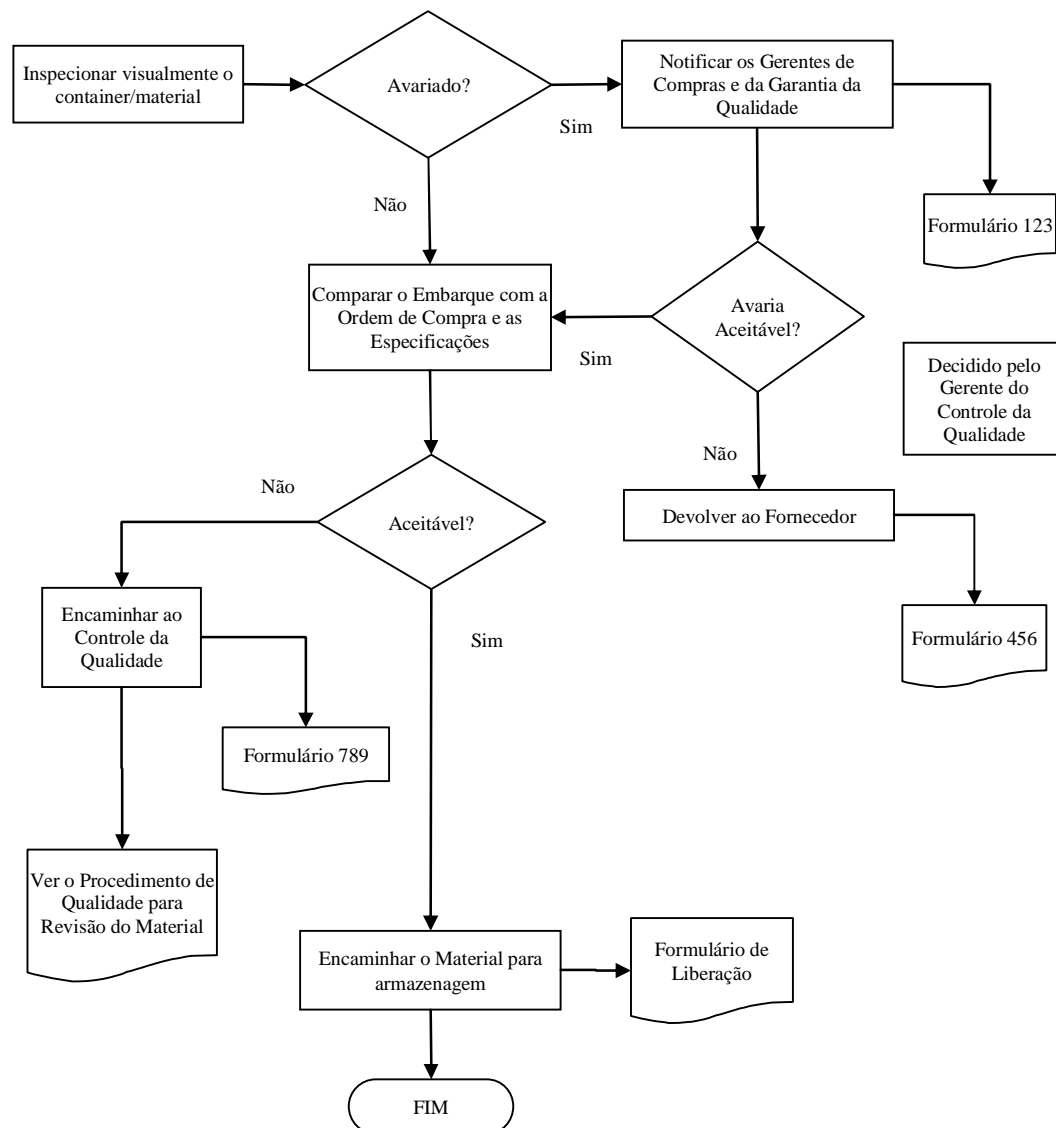 Inspecionar visualmente o
container/material
Avariado?
Notificar os Gerentes de
Compras e da Garantia da
Qualidade
Sim
Não
Formulário 123
Comparar o Embarque com a
Ordem de Compra e as
Especificações
Avaria
Aceitável?
Sim
Decidido pelo
Gerente do
Controle da
Qualidade
Não
Não
Aceitável?
Devolver ao Fornecedor
Encaminhar ao
Controle da
Qualidade
Sim
Formulário 456
Formulário 789
Ver o Procedimento de
Qualidade para
Revisão do Material
Encaminhar o Material para
armazenagem
Formulário de
Liberação
FIM